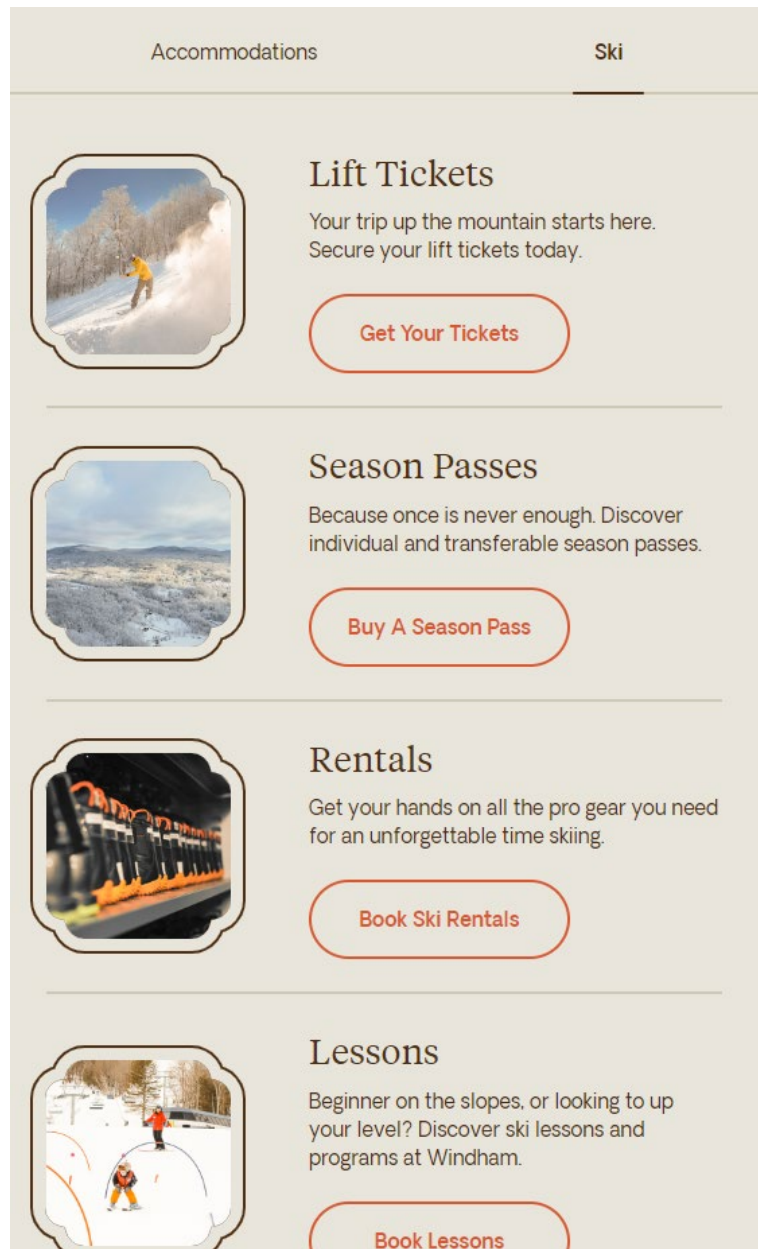 Accommodations
Ski
Lift Tickets
Your trip up the mountain starts here.
Secure your lift tickets today.
Get Your Tickets
Season Passes
Because once is never enough. Discover
individual and transferable season passes.
Buy A Season Pass
Rentals
Get your hands on all the pro gear you need
for an unforgettable time skiing.
Book Ski Rentals
Lessons
Beginner on the slopes, or looking to up
your level? Discover ski lessons and
programs at Windham.
Book Lessons